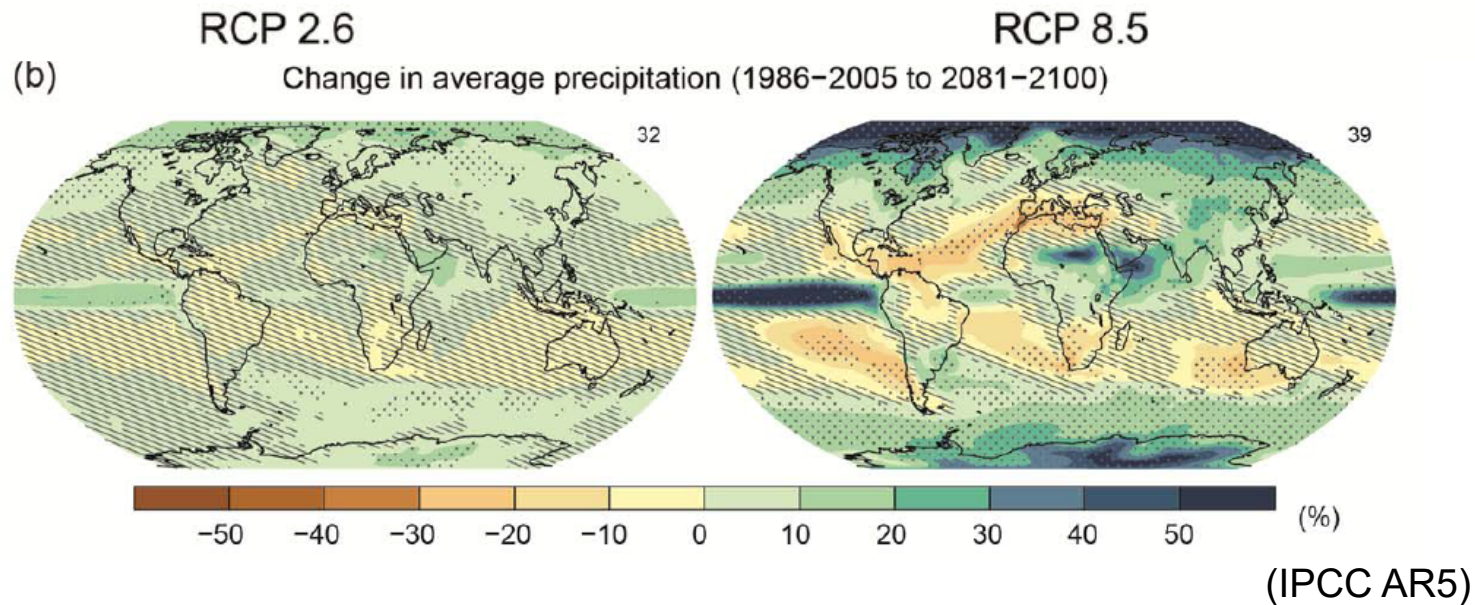 RCP 2.6 RCP 8.5
(b) Change in average precipitation (1986−2005 to 2081−2100)
32 39
−50 −40 −30 −20 −10 0 10 20 30 40 50 (%)
(IPCC AR5)